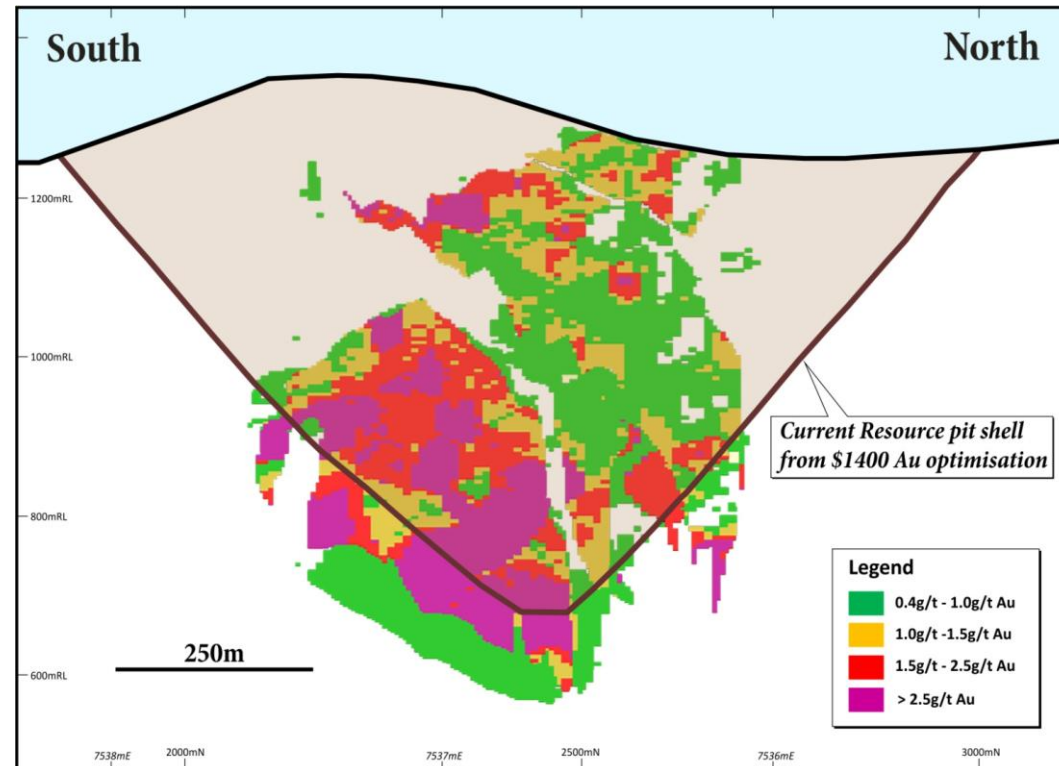 South
North
1200mRL
1000mRL
Current Resource pit shell
from $1400 Au optimisation
800mRL
Legend
0.4g/t - 1.0g/t Au
1.0g/t -1.5g/t Au
1.5g/t - 2.5g/t Au
> 2.5g/t Au
250m
600mRL
7538mE
2000mN
7537mE
2500mN
7536mE
3000mN